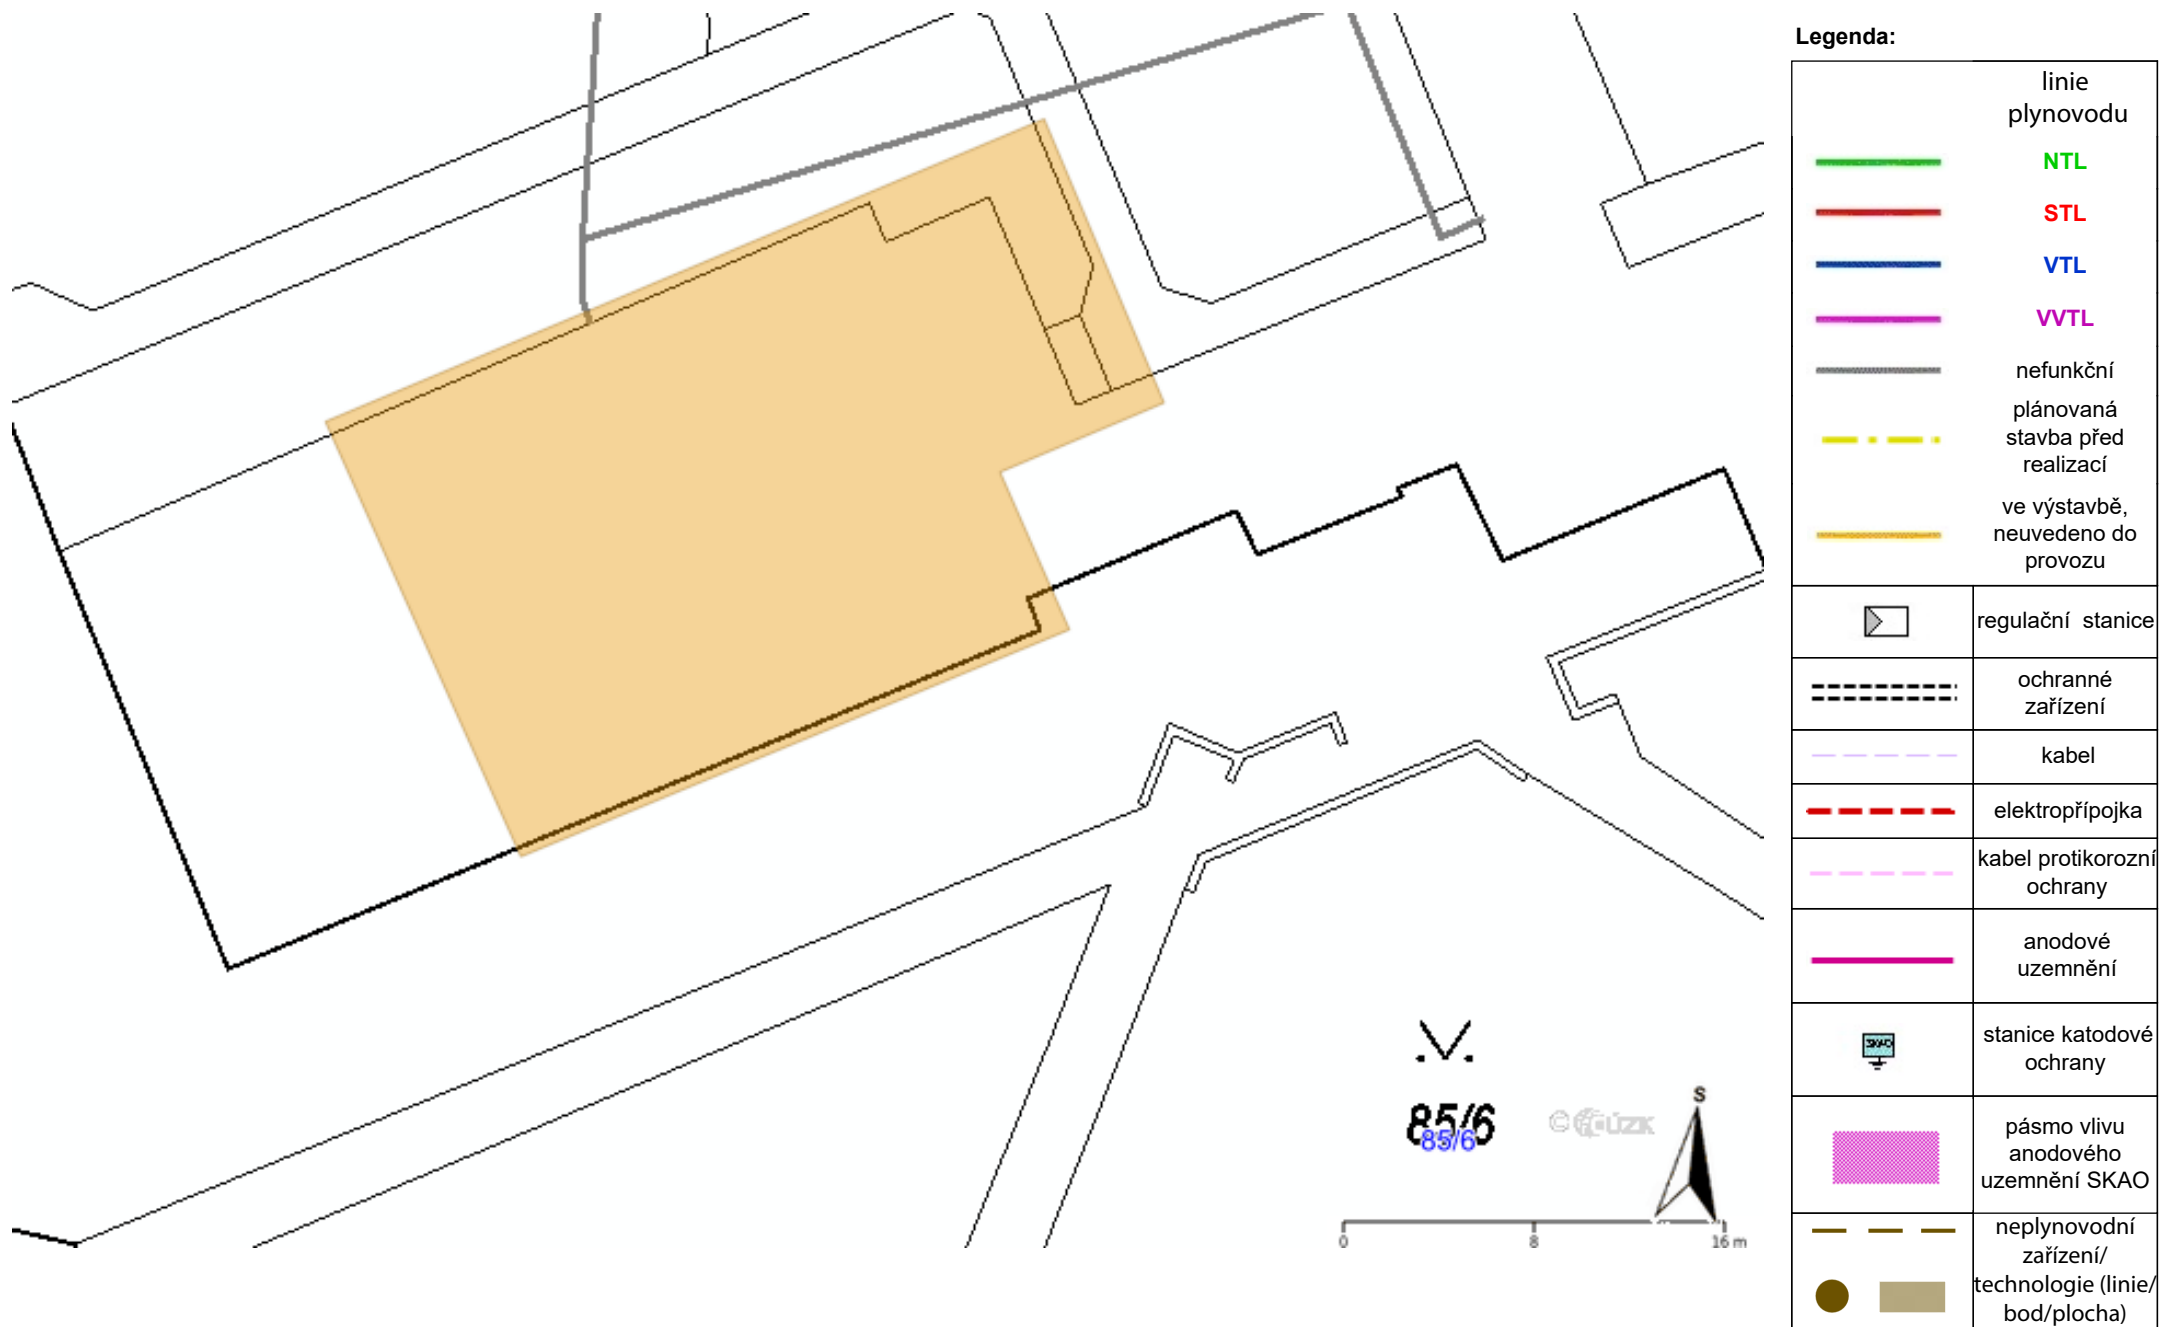 Legenda:
linie
plynovodu
NTL
STL
VTL
VVTL
nefunkční
plánovaná
stavba před
realizací
ve výstavbě,
neuvedeno do
provozu
regulační stanice
ochranné
zařízení
kabel
elektropřípojka
kabel protikorozní
ochrany
anodové
uzemnění
SKAO
stanice katodové
ochrany
pásmo vlivu
anodového
uzemnění SKAO
neplynovodní
zařízení/
technologie (linie/
bod/plocha)
85/6
85/6
© ČÚZK
S
0 8 16 m